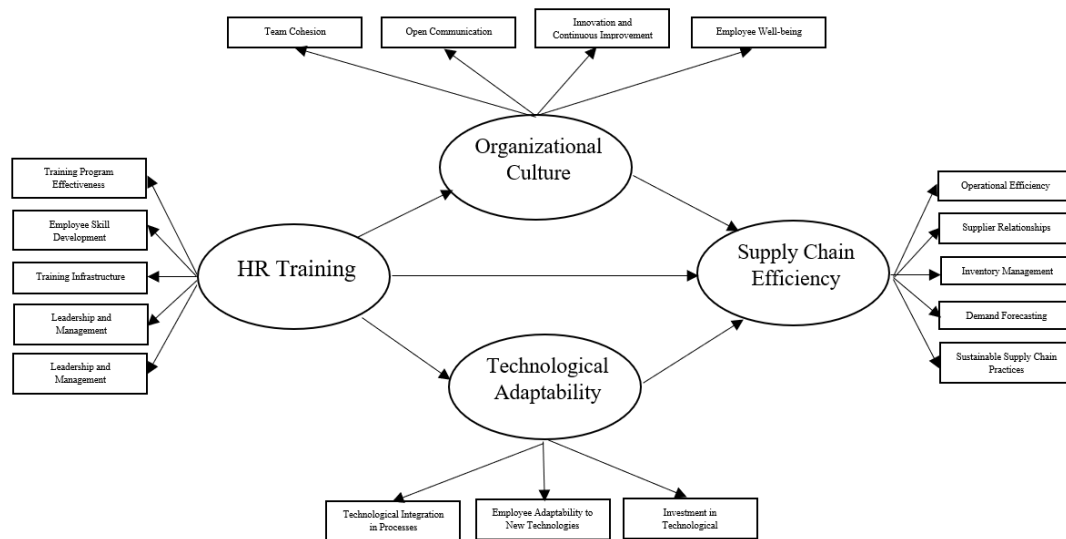 Team Cohesion
Open Communication
Innovation and
Continuous Improvement
Employee Well-being
Organizational
Culture
Training Program
Effectiveness
Employee Skill
Development
Training Infrastructure
Leadership and
Management
Leadership and
Management
HR Training
Supply Chain
Efficiency
Operational Efficiency
Supplier Relationships
Inventory Management
Demand Forecasting
Sustainable Supply Chain
Practices
Technological
Adaptability
Technological Integration
in Processes
Employee Adaptability to
New Technologies
Investment in
Technological